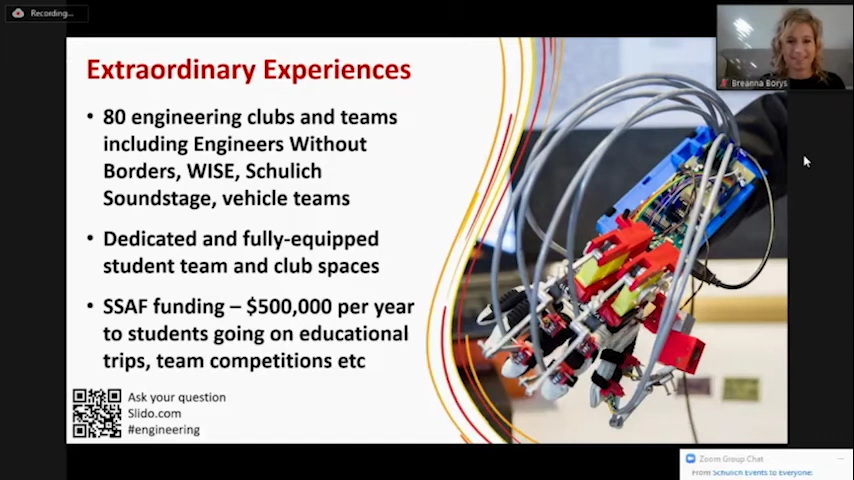 Recording...
Extraordinary Experiences
• 80 engineering clubs and teams
including Engineers Without
Borders, WISE, Schulich
Soundstage, vehicle teams
• Dedicated and fully-equipped
student team and club spaces
• SSAF funding – $500,000 per year
to students going on educational
trips, team competitions etc
Ask your question
Slido.com
#engineering
Breanna Borys
Zoom Group Chat
From Schulich Events to Everyone: